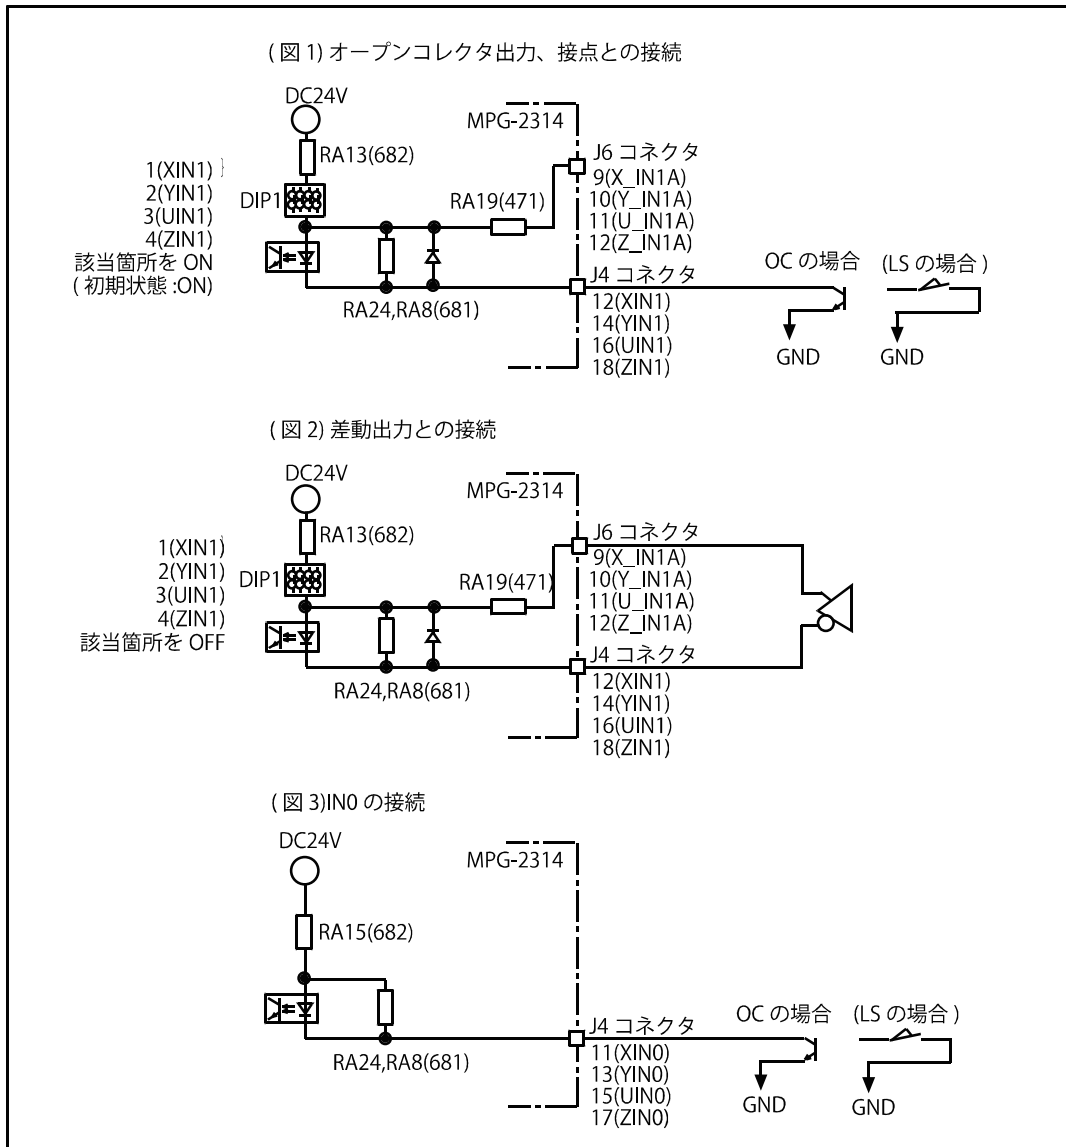 (図1)オープンコレクタ出力、接点との接続
DC24V
MPG-2314
RA13(682)
J6 コネクタ
1(XIN1)
2(YIN1)
3(UIN1)
4(ZIN1)
該当箇所を ON
(初期状態:ON)
DIP1
RA19(471)
9(X_IN1A)
10(Y_IN1A)
11(U_IN1A)
12(Z_IN1A)
J4 コネクタ
OC の場合
(LS の場合)
RA24,RA8(681)
12(XIN1)
14(YIN1)
16(UIN1)
18(ZIN1)
GND
GND
(図2)差動出力との接続
DC24V
MPG-2314
RA13(682)
J6 コネクタ
1(XIN1)
2(YIN1)
3(UIN1)
4(ZIN1)
該当箇所を OFF
DIP1
RA19(471)
9(X_IN1A)
10(Y_IN1A)
11(U_IN1A)
12(Z_IN1A)
J4 コネクタ
RA24,RA8(681)
12(XIN1)
14(YIN1)
16(UIN1)
18(ZIN1)
(図3)IN0 の接続
DC24V
MPG-2314
RA15(682)
J4 コネクタ
OC の場合
(LS の場合)
RA24,RA8(681)
11(XIN0)
13(YIN0)
15(UIN0)
17(ZIN0)
GND
GND